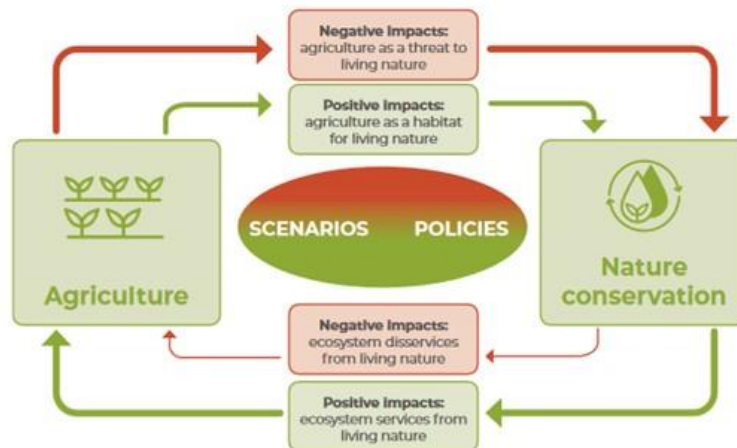 Negative Impacts:
agriculture as a threat to
living nature
Positive Impacts:
agriculture as a habitat
for living nature
SCENARIOS POLICIES
Agriculture
Nature
conservation
Negative Impacts:
ecosystem disservices
from living nature
Positive Impacts:
ecosystem services from
living nature